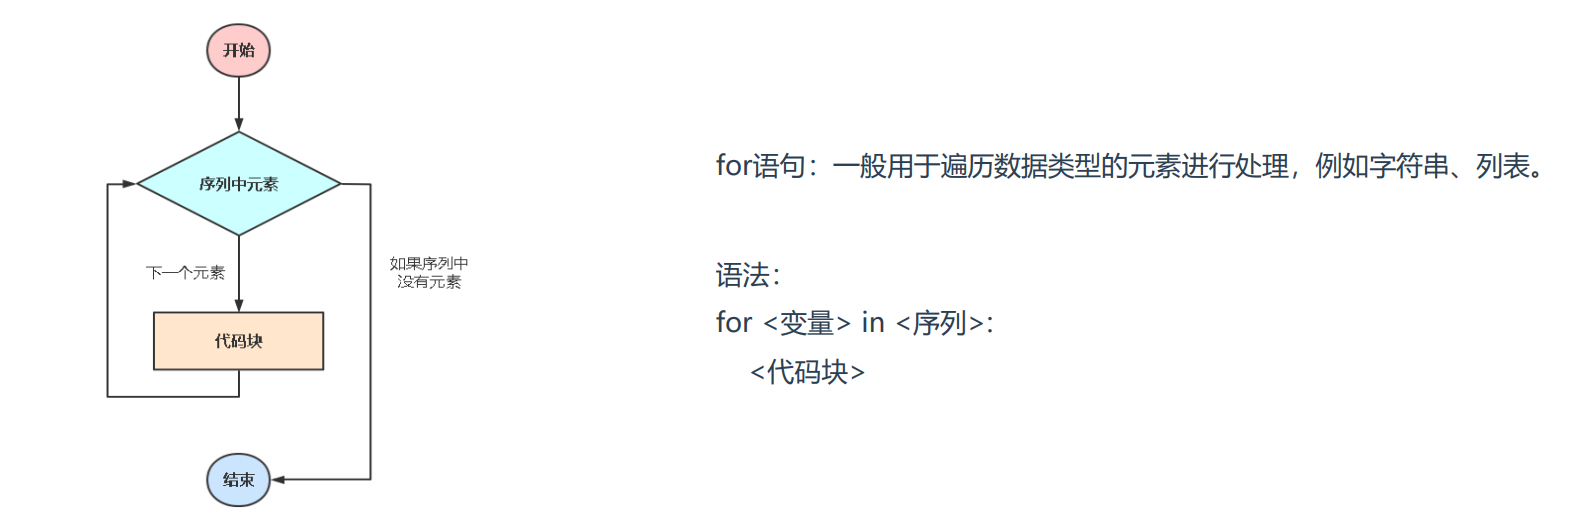 开始
序列中元素
下一个元素
如果序列中
没有元素
代码块
结束
for语句：一般用于遍历数据类型的元素进行处理，例如字符串、列表。
语法：
for <变量> in <序列>:
<代码块>